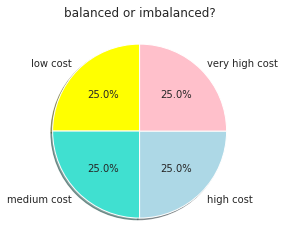 balanced or imbalanced?
low cost
very high cost
25.0%
25.0%
25.0%
25.0%
medium cost
high cost